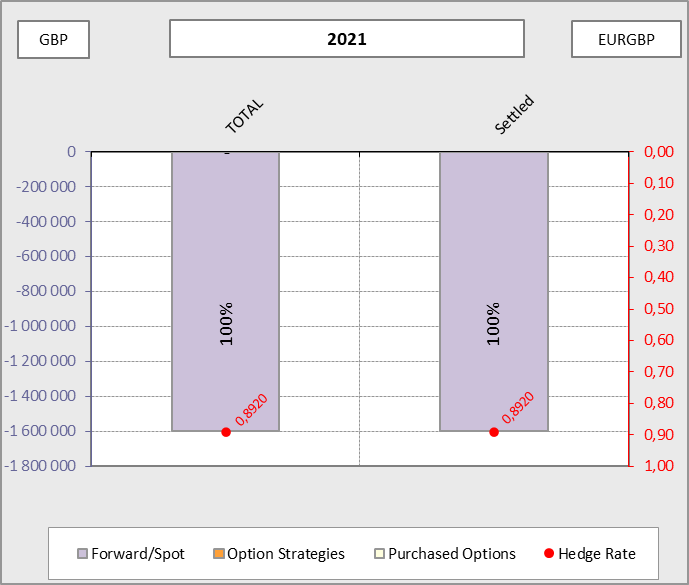 GBP
2021
EURGBP
TOTAL
Settled
0
-200 000
-400 000
-600 000
-800 000
-1 000 000
-1 200 000
-1 400 000
-1 600 000
-1 800 000
0,00
0,10
0,20
0,30
0,40
0,50
0,60
0,70
0,80
0,90
1,00
100%
100%
0,8920
0,8920
Forward/Spot
Option Strategies
Purchased Options
Hedge Rate